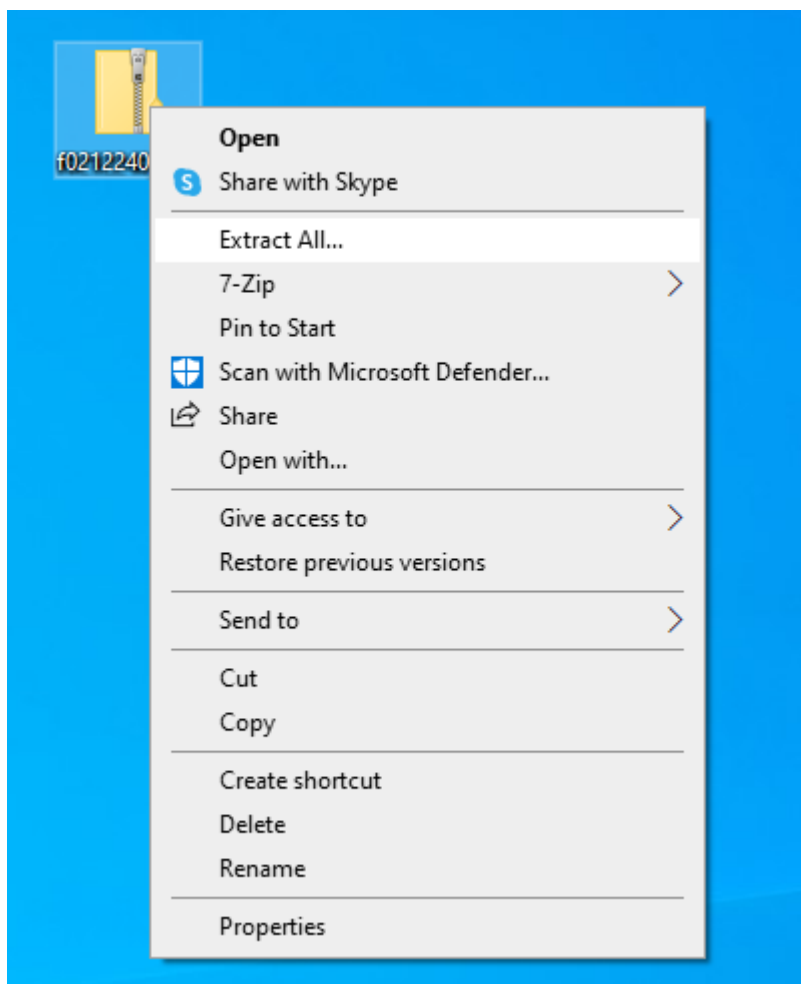 f0212240
Open
Share with Skype
Extract All...
7-Zip
Pin to Start
Scan with Microsoft Defender...
Share
Open with...
Give access to
Restore previous versions
Send to
Cut
Copy
Create shortcut
Delete
Rename
Properties